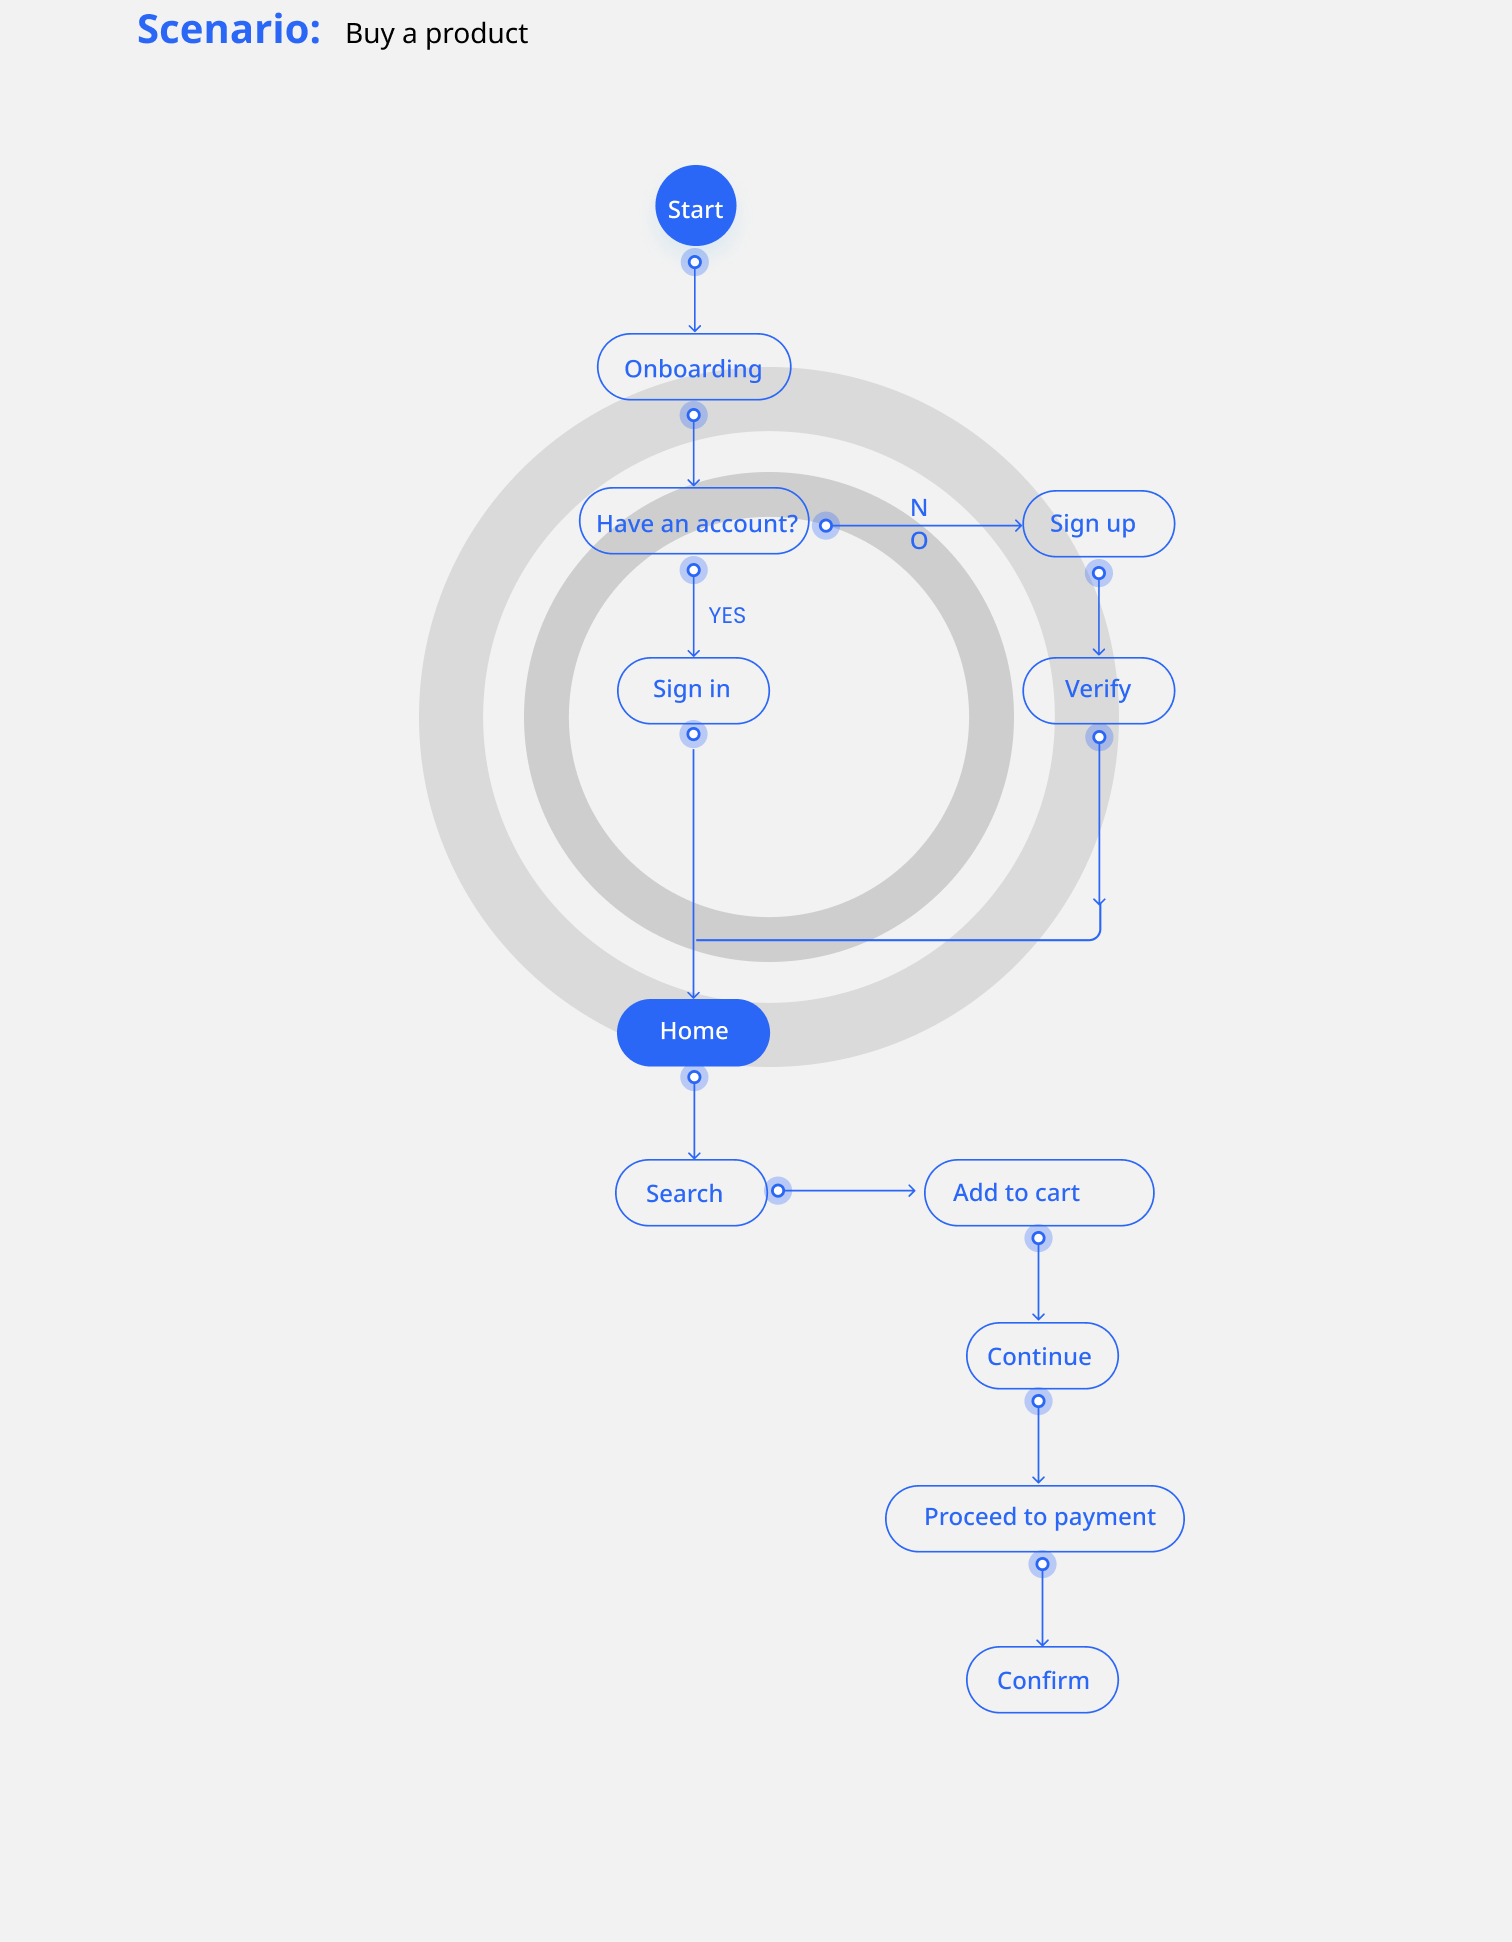 Scenario: Buy a product
Start
Onboarding
Have an account?
N
O
Sign up
YES
Sign in
Verify
Home
Search
Add to cart
Continue
Proceed to payment
Confirm